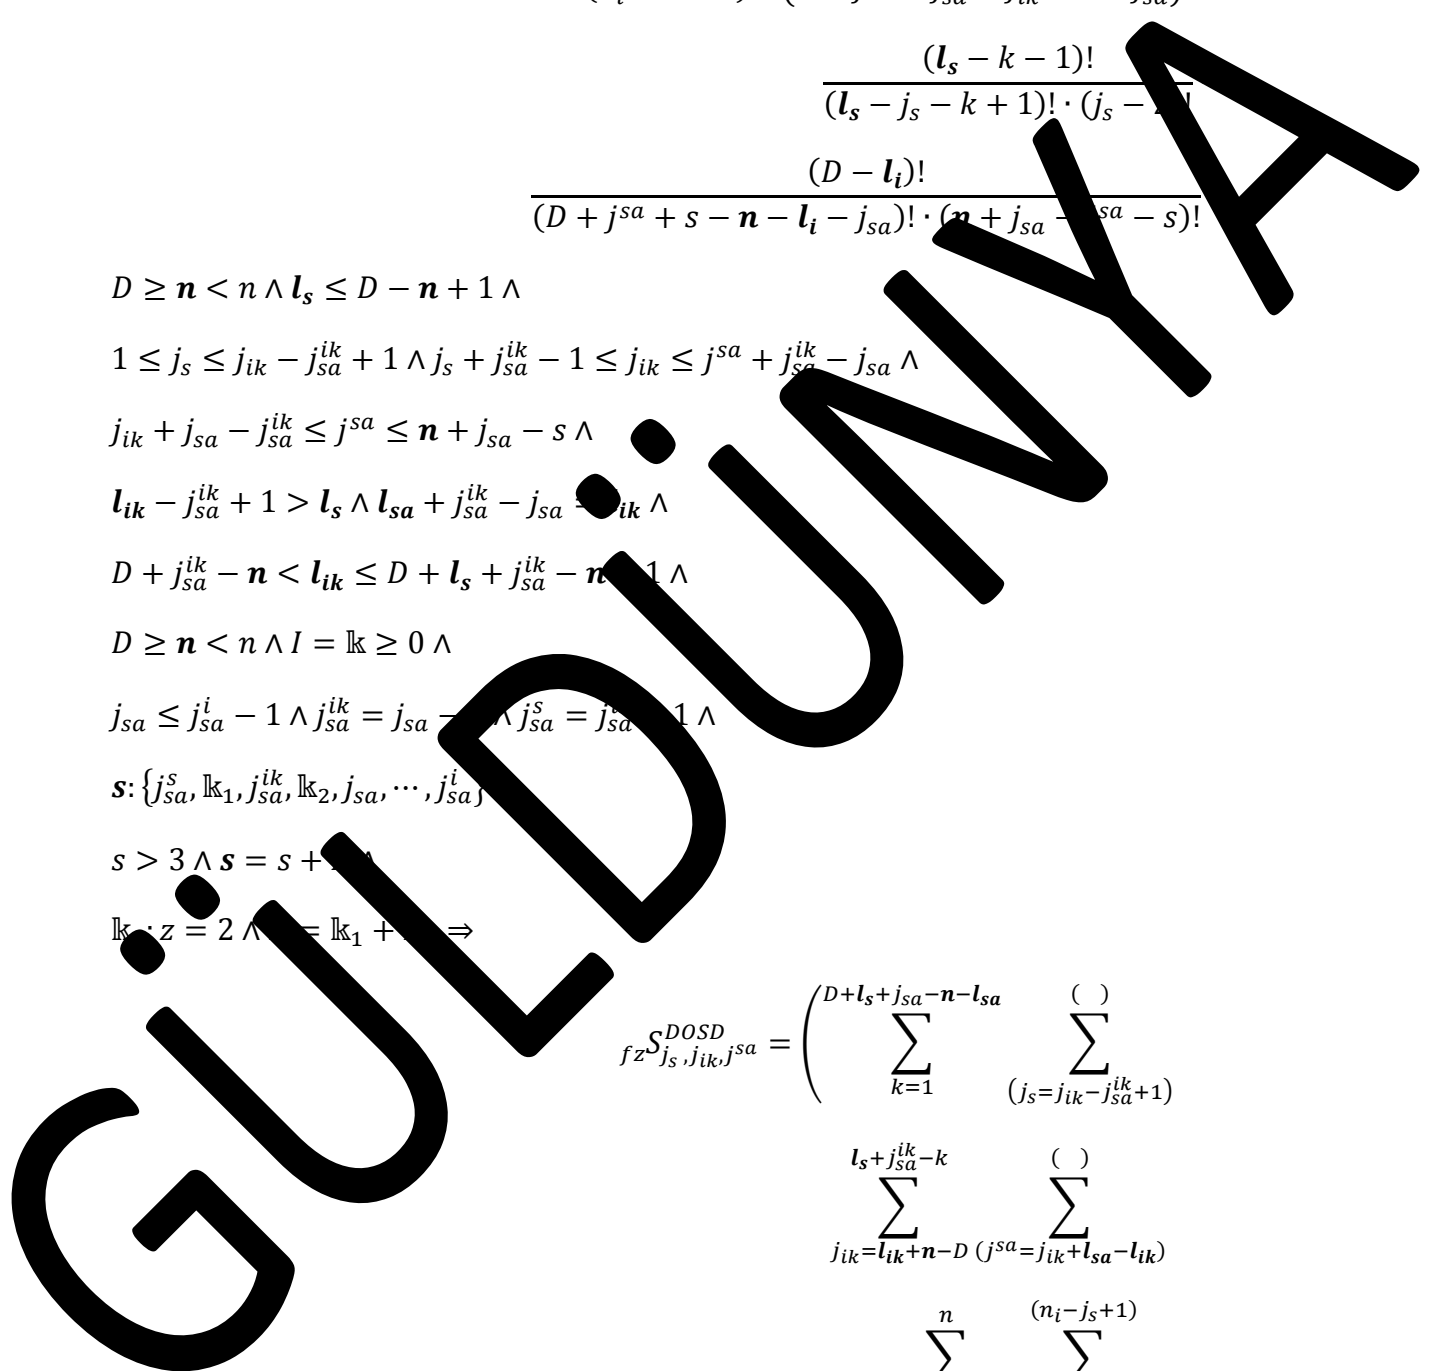 (l_s − k − 1)!
(l_s − j_s − k + 1)! · (j_s − !
(D − l_i)!
(D + j^{sa} + s − n − l_i − j_{sa})! · (n + j_{sa} − ^{sa} − s)!
D ≥ n < n ∧ l_s ≤ D − n + 1 ∧
1 ≤ j_s ≤ j_{ik} − j_{sa}^{ik} + 1 ∧ j_s + j_{sa}^{ik} − 1 ≤ j_{ik} ≤ j^{sa} + j_{sa}^{ik} − j_{sa} ∧
j_{ik} + j_{sa} − j_{sa}^{ik} ≤ j^{sa} ≤ n + j_{sa} − s ∧
l_{ik} − j_{sa}^{ik} + 1 > l_s ∧ l_{sa} + j_{sa}^{ik} − j_{sa} = _{ik} ∧
D + j_{sa}^{ik} − n < l_{ik} ≤ D + l_s + j_{sa}^{ik} − n 1 ∧
D ≥ n < n ∧ I = 𝕜 ≥ 0 ∧
j_{sa} ≤ j_{sa}^{i} − 1 ∧ j_{sa}^{ik} = j_{sa} − ∧ j_{sa}^{s} = j_{sa} 1 ∧
s: {j_{sa}^{s}, 𝕜_1, j_{sa}^{ik}, 𝕜_2, j_{sa}, ⋯ , j_{sa}^{i}}
s > 3 ∧ s = s + ∧
𝕜 : z = 2 ∧ = 𝕜_1 + ⇒
_{fz}S_{j_s, j_{ik}, j^{sa}}^{DOSD} = ( ∑_{k=1}^{D+l_s+j_{sa}−n−l_{sa}} ∑_{(j_s=j_{ik}−j_{sa}^{ik}+1)}^{( )}
∑_{j_{ik}=l_{ik}+n−D}^{l_s+j_{sa}^{ik}−k} ∑_{(j^{sa}=j_{ik}+l_{sa}−l_{ik})}^{( )}
∑^{n} ∑^{(n_i−j_s+1)}
GÜLDÜNYA